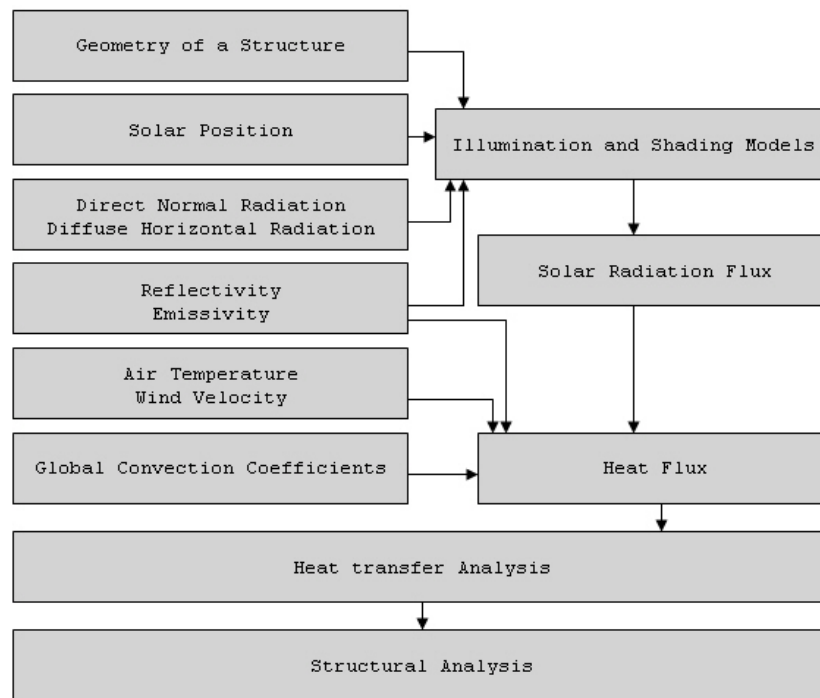 Geometry of a Structure
Solar Position
Illumination and Shading Models
Direct Normal Radiation
Diffuse Horizontal Radiation
Solar Radiation Flux
Reflectivity
Emissivity
Air Temperature
Wind Velocity
Global Convection Coefficients
Heat Flux
Heat transfer Analysis
Structural Analysis